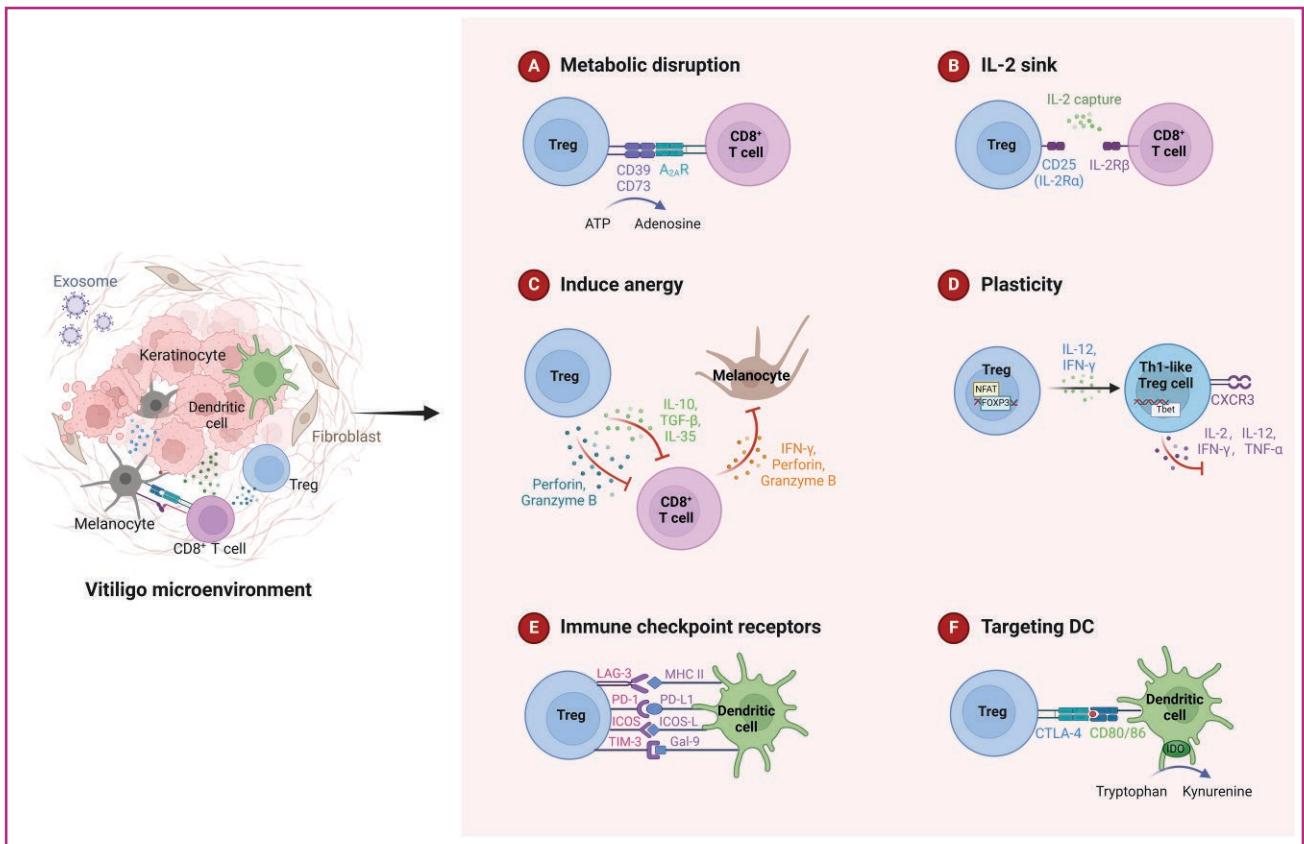 Exosome
Keratinocyte
Dendritic
cell
Fibroblast
Treg
Melanocyte
CD8⁺ T cell
Vitiligo microenvironment
A Metabolic disruption
Treg
CD8⁺
T cell
CD39
CD73
A₂ₐR
ATP Adenosine
B IL-2 sink
IL-2 capture
Treg
CD8⁺
T cell
CD25
(IL-2Rα)
IL-2Rβ
C Induce anergy
Treg
Melanocyte
IL-10,
TGF-β,
IL-35
Perforin,
Granzyme B
IFN-γ,
Perforin,
Granzyme B
CD8⁺
T cell
D Plasticity
Treg
NFAT
FOXP3
IL-12,
IFN-γ
Th1-like
Treg cell
Tbet
CXCR3
IL-2, IL-12,
IFN-γ, TNF-α
E Immune checkpoint receptors
Treg
LAG-3 MHC II
PD-1 PD-L1
ICOS ICOS-L
TIM-3 Gal-9
Dendritic
cell
F Targeting DC
Treg
CTLA-4 CD80/86
Dendritic
cell
IDO
Tryptophan Kynurenine